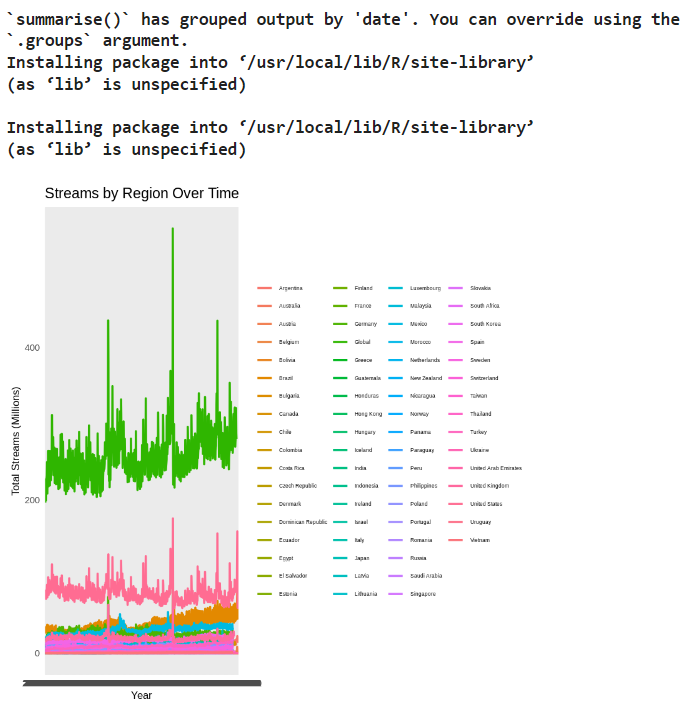 `summarise()` has grouped output by 'date'. You can override using the
`.groups` argument.
Installing package into ‘/usr/local/lib/R/site-library’
(as ‘lib’ is unspecified)
Installing package into ‘/usr/local/lib/R/site-library’
(as ‘lib’ is unspecified)
Streams by Region Over Time
Total Streams (Millions)
400
200
0
Year
Argentina
Australia
Austria
Belgium
Bolivia
Brazil
Bulgaria
Canada
Chile
Colombia
Costa Rica
Czech Republic
Denmark
Dominican Republic
Ecuador
Egypt
El Salvador
Estonia
Finland
France
Germany
Global
Greece
Guatemala
Honduras
Hong Kong
Hungary
Iceland
India
Indonesia
Ireland
Israel
Italy
Japan
Latvia
Lithuania
Luxembourg
Malaysia
Mexico
Morocco
Netherlands
New Zealand
Nicaragua
Norway
Panama
Paraguay
Peru
Philippines
Poland
Portugal
Romania
Russia
Saudi Arabia
Singapore
Slovakia
South Africa
South Korea
Spain
Sweden
Switzerland
Taiwan
Thailand
Turkey
Ukraine
United Arab Emirates
United Kingdom
United States
Uruguay
Vietnam